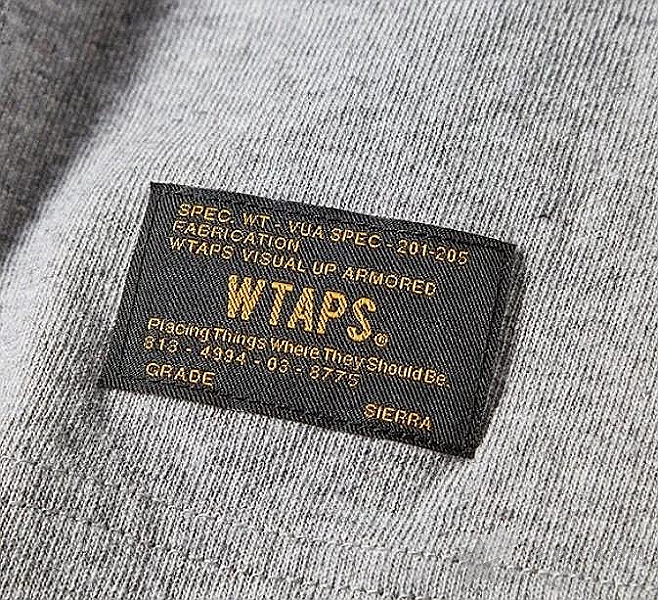 SPEC. WT - VUA SPEC - 201-205
FABRICATION
WTAPS VISUAL UP ARMORED
WTAPS®
Placing Things Where They Should Be.
813 - 4994 - 03 - 8775
GRADE
SIERRA